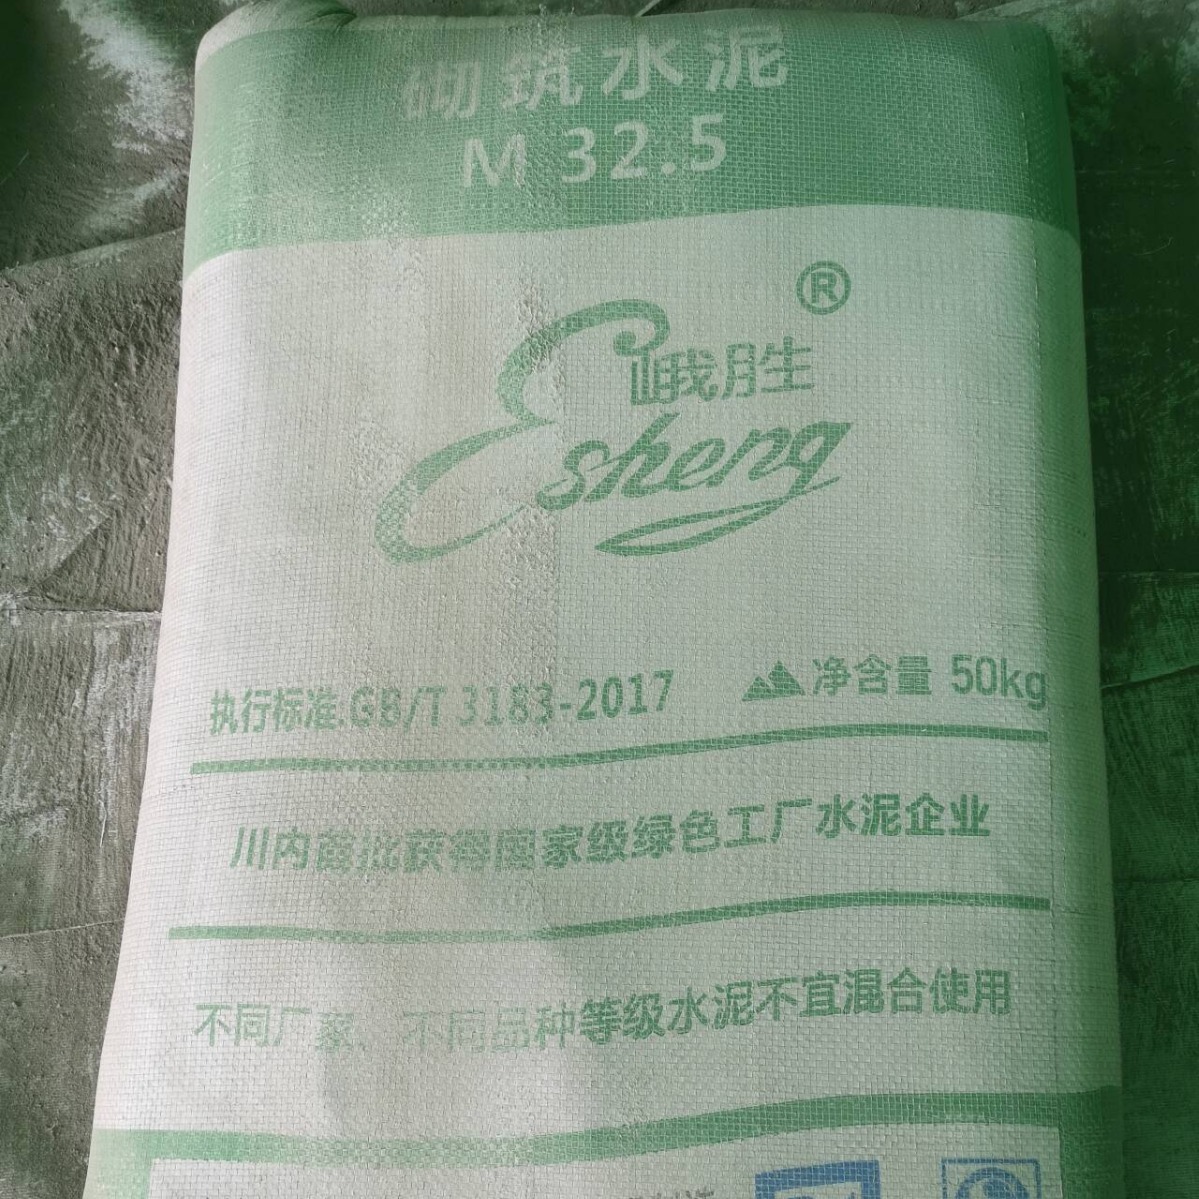 砌筑水泥
M 32.5
®
峨胜
Esheng
执行标准:GB/T 3183-2017
净含量 50kg
川内首批获得国家级绿色工厂水泥企业
不同厂家、不同品种等级水泥不宜混合使用